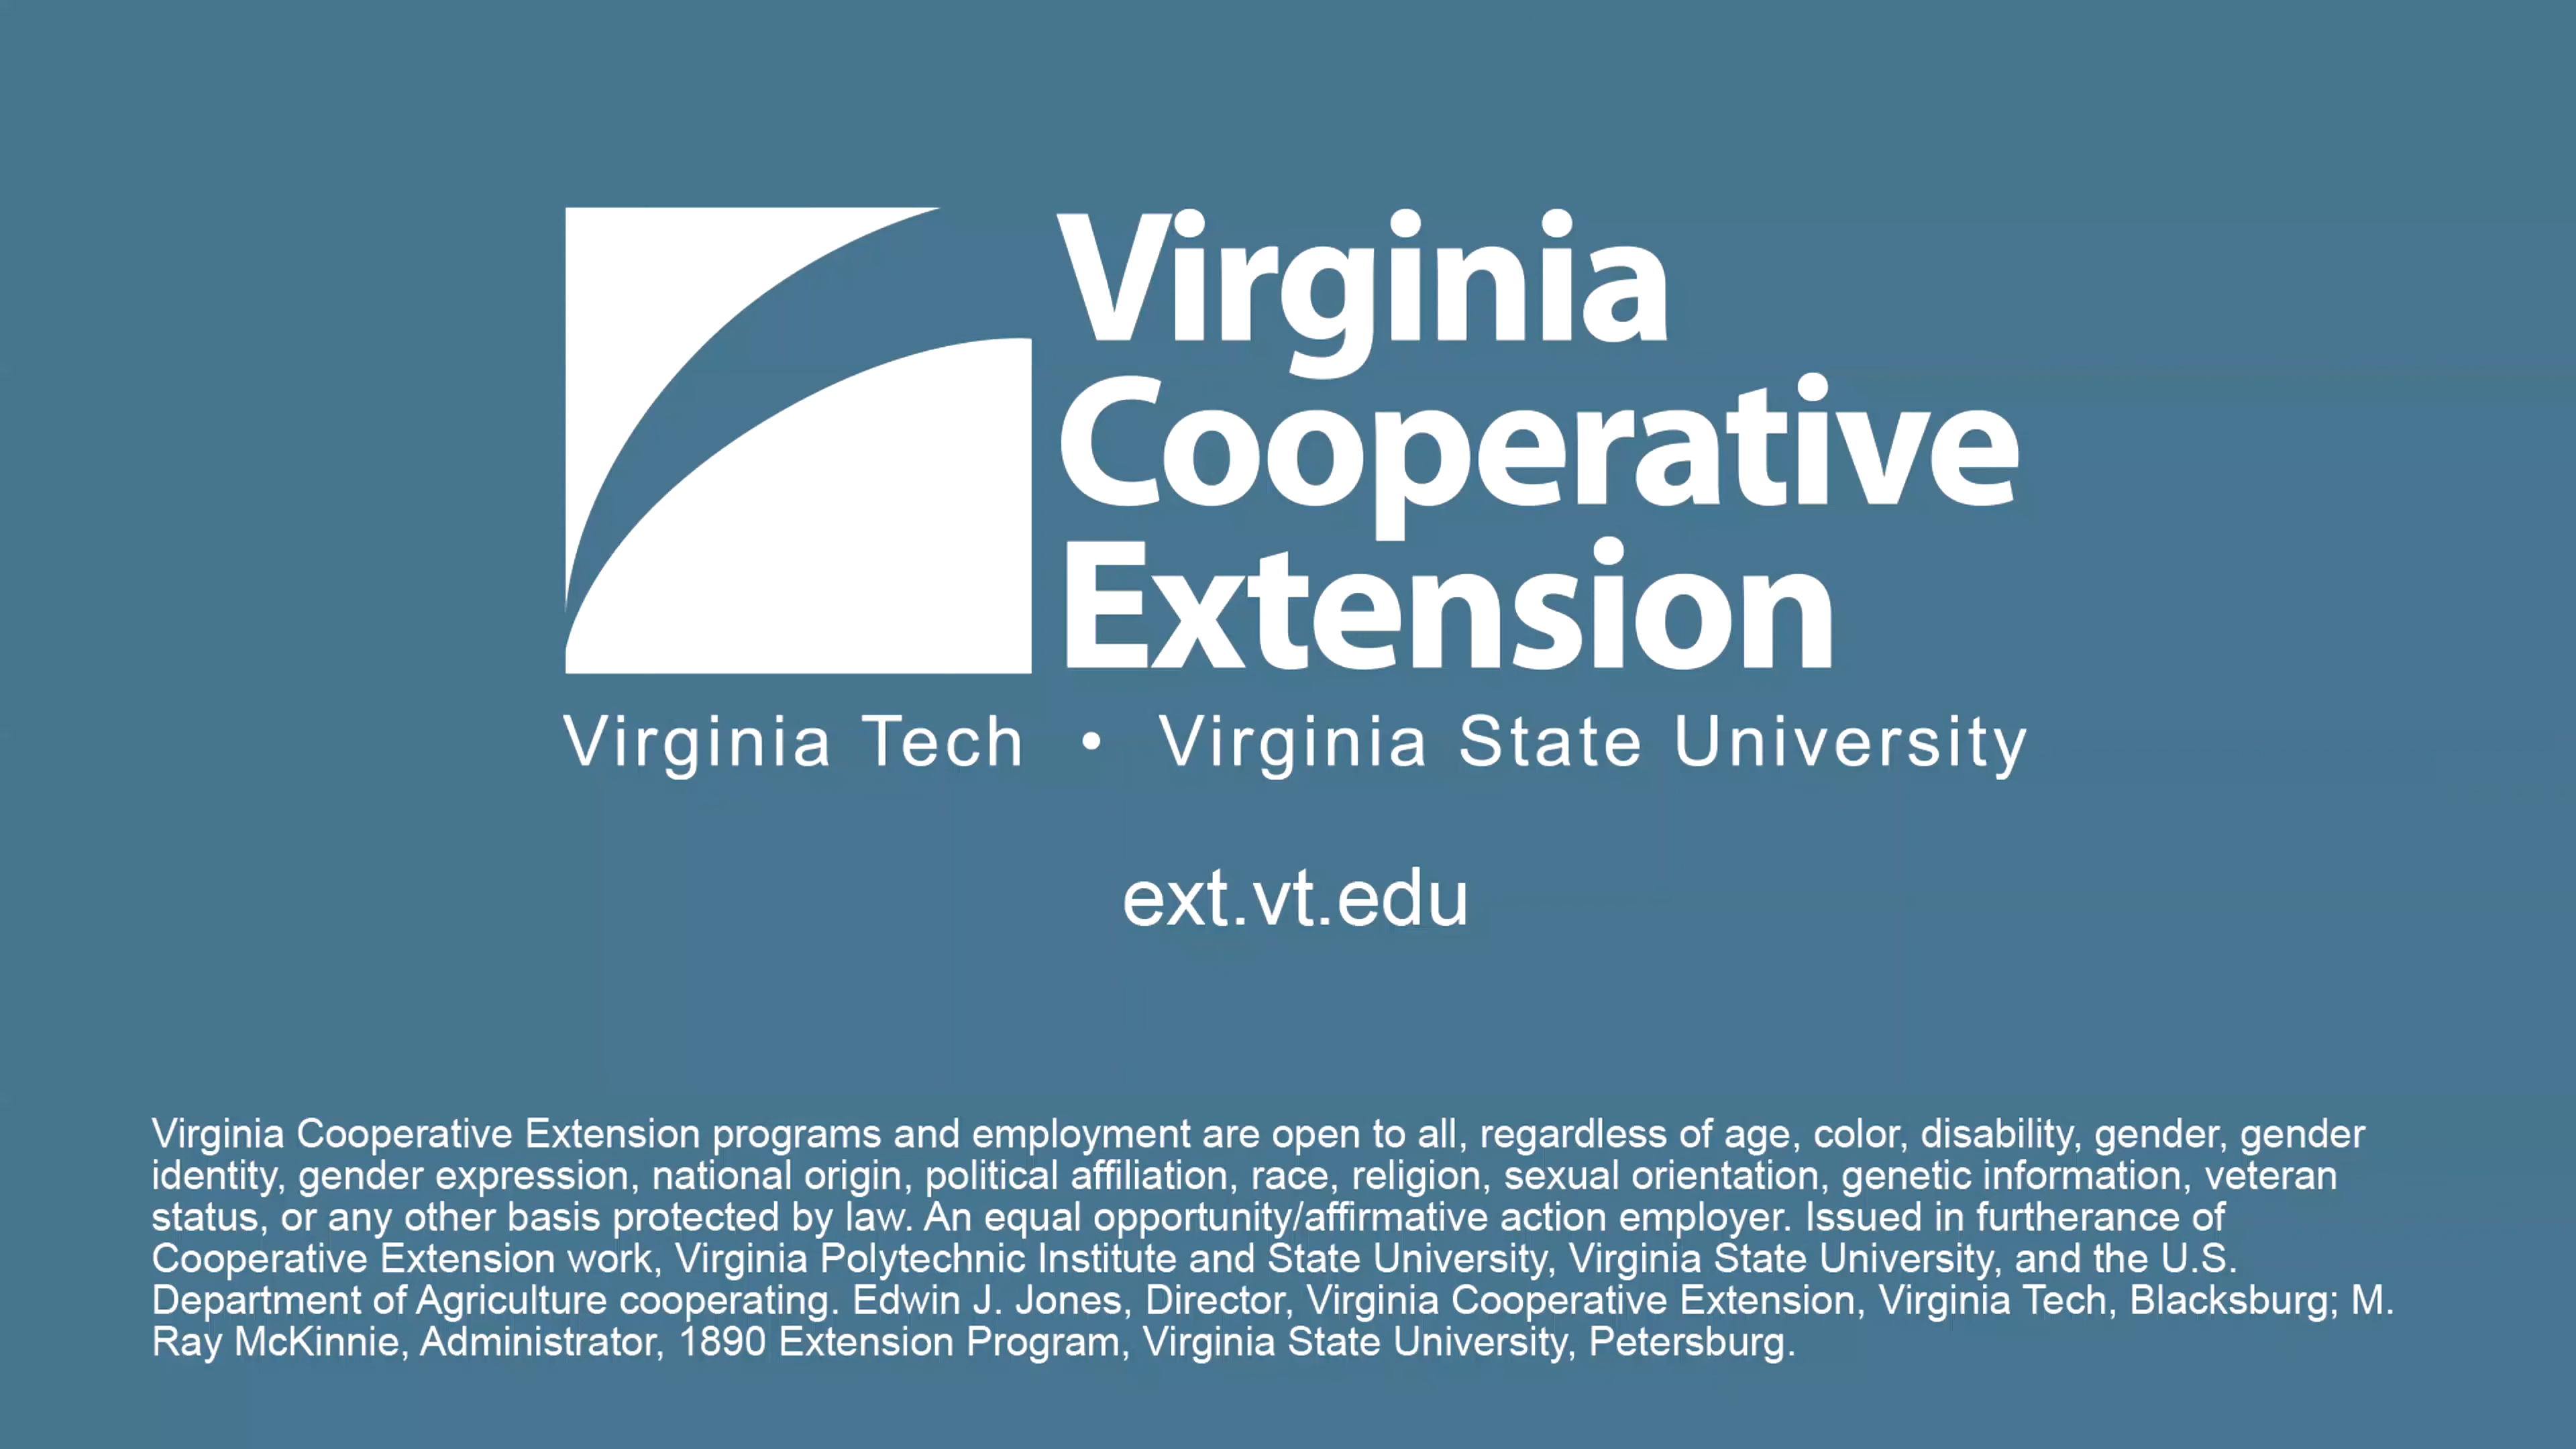 Virginia
Cooperative
Extension
Virginia Tech • Virginia State University
ext.vt.edu
Virginia Cooperative Extension programs and employment are open to all, regardless of age, color, disability, gender, gender
identity, gender expression, national origin, political affiliation, race, religion, sexual orientation, genetic information, veteran
status, or any other basis protected by law. An equal opportunity/affirmative action employer. Issued in furtherance of
Cooperative Extension work, Virginia Polytechnic Institute and State University, Virginia State University, and the U.S.
Department of Agriculture cooperating. Edwin J. Jones, Director, Virginia Cooperative Extension, Virginia Tech, Blacksburg; M.
Ray McKinnie, Administrator, 1890 Extension Program, Virginia State University, Petersburg.